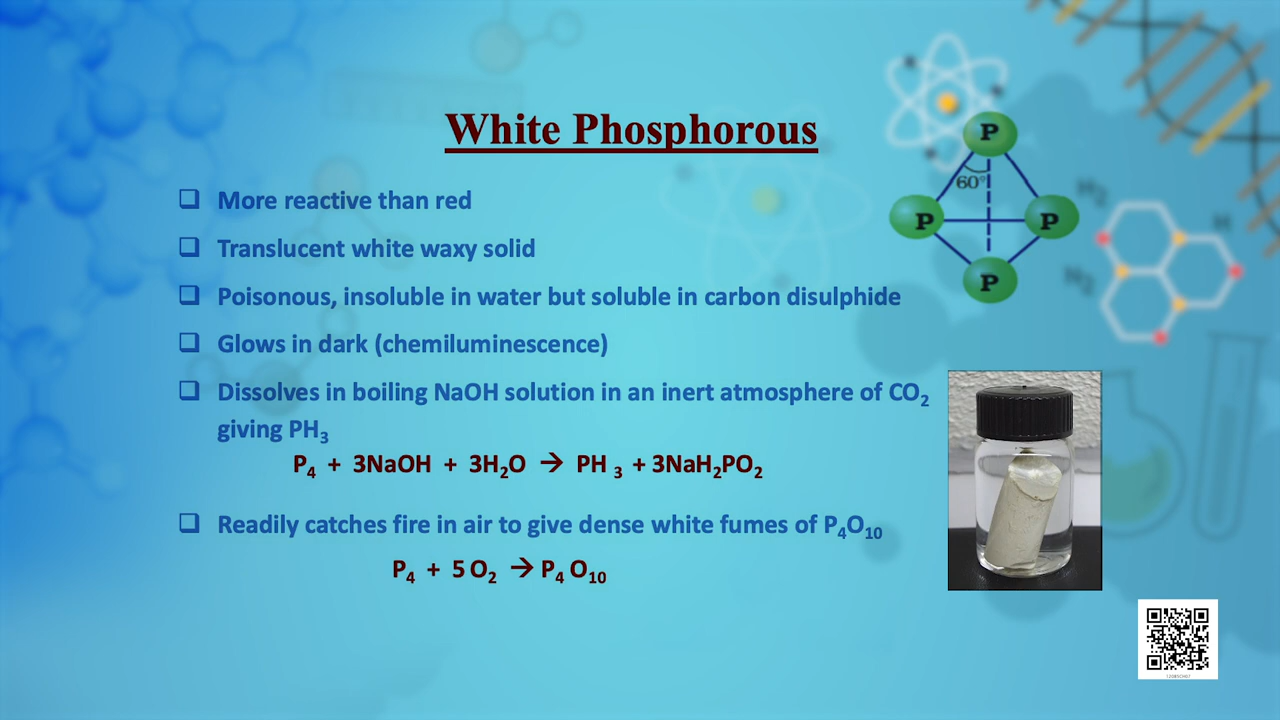 White Phosphorous
P
60°
P
P
P
❑ More reactive than red
❑ Translucent white waxy solid
❑ Poisonous, insoluble in water but soluble in carbon disulphide
❑ Glows in dark (chemiluminescence)
❑ Dissolves in boiling NaOH solution in an inert atmosphere of CO₂
giving PH₃
P₄ + 3NaOH + 3H₂O → PH ₃ + 3NaH₂PO₂
❑ Readily catches fire in air to give dense white fumes of P₄O₁₀
P₄ + 5 O₂ → P₄ O₁₀